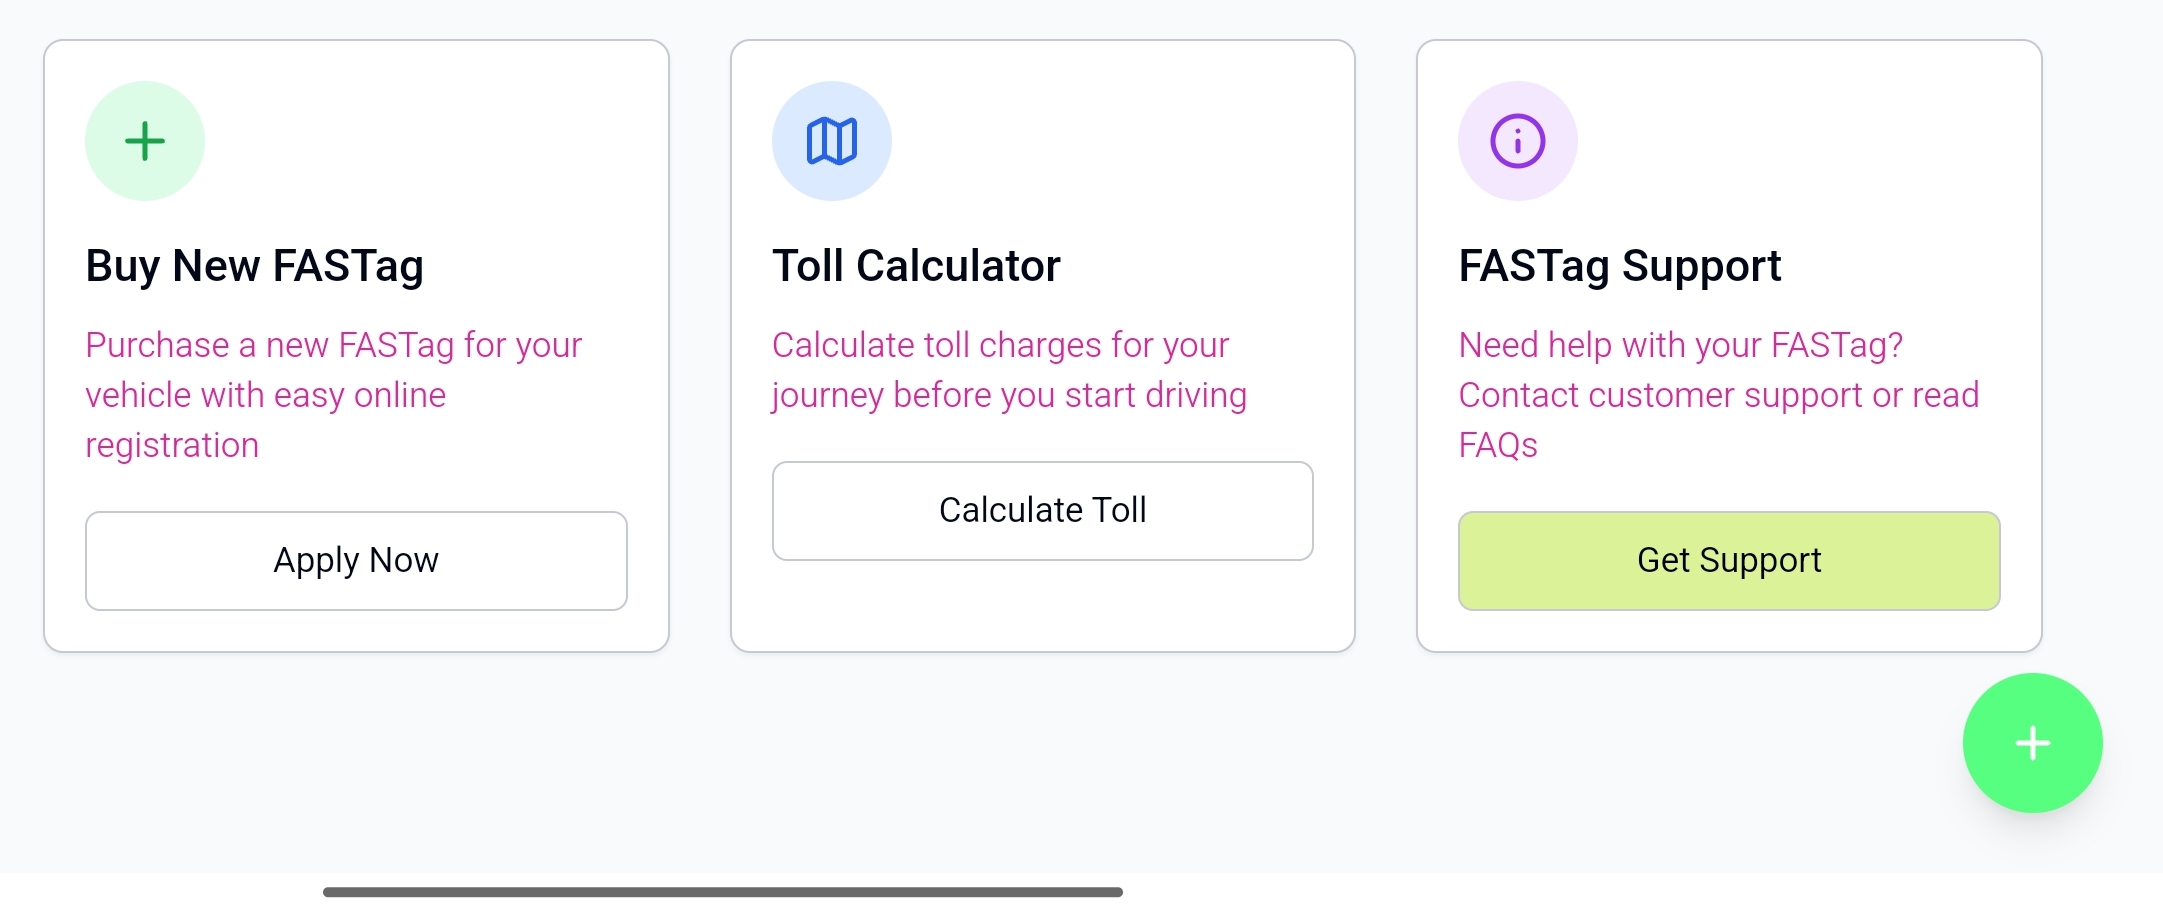 Buy New FASTag
Purchase a new FASTag for your
vehicle with easy online
registration
Apply Now
Toll Calculator
Calculate toll charges for your
journey before you start driving
Calculate Toll
FASTag Support
Need help with your FASTag?
Contact customer support or read
FAQs
Get Support